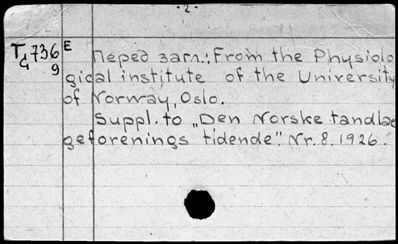 · 2 ·
T 736 E
G 9
Перед загл.: From the Physiolo
gical institute of the University
of Norway, Oslo.
Suppl. to „Den Norske tandlæ
geforenings tidende". Nr. 8. 1926.